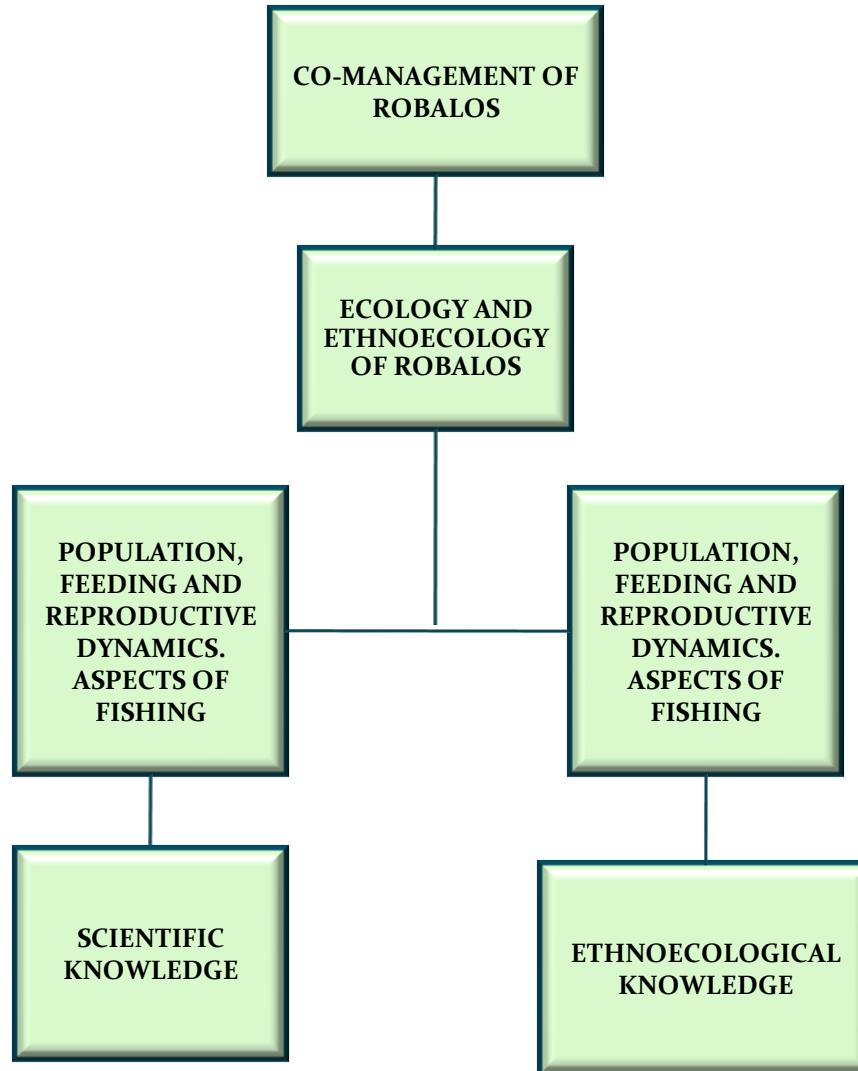 CO-MANAGEMENT OF
ROBALOS
ECOLOGY AND
ETHNOECOLOGY
OF ROBALOS
POPULATION,
FEEDING AND
REPRODUCTIVE
DYNAMICS.
ASPECTS OF
FISHING
POPULATION,
FEEDING AND
REPRODUCTIVE
DYNAMICS.
ASPECTS OF
FISHING
SCIENTIFIC
KNOWLEDGE
ETHNOECOLOGICAL
KNOWLEDGE